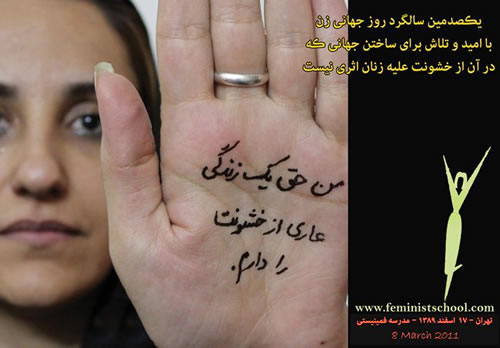 یکصدمین سالگرد روز جهانی زن
با امید و تلاش برای ساختن جهانی که
در آن از خشونت علیه زنان اثری نیست
من حق یک زندگی
عاری از خشونت
را دارم.
www.feministschool.com
تهران - ۱۷ اسفند ۱۳۸۹ - مدرسه فمینیستی
8 March 2011